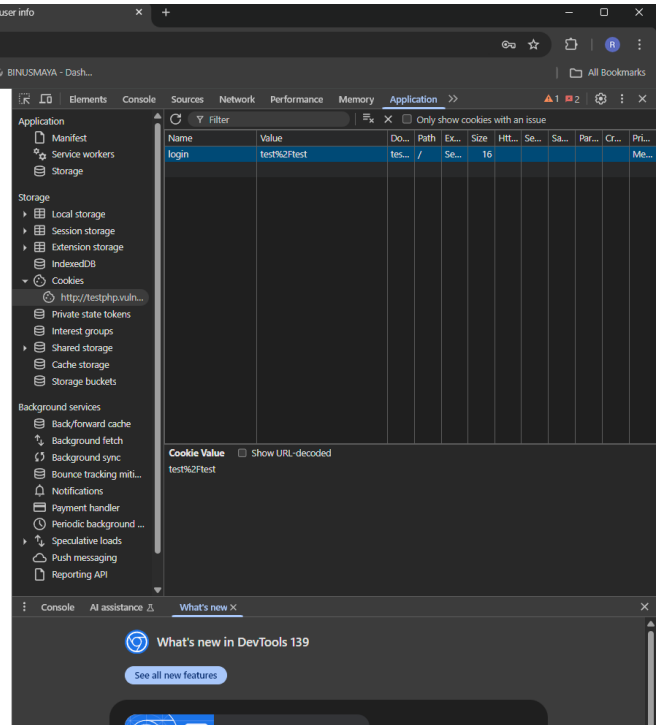 user info
BINUSMAYA - Dash...
R
All Bookmarks
Elements Console Sources Network Performance Memory Application 1 2
Application
Manifest
Service workers
Storage
Storage
Local storage
Session storage
Extension storage
IndexedDB
Cookies
http://testphp.vuln...
Private state tokens
Interest groups
Shared storage
Cache storage
Storage buckets
Background services
Back/forward cache
Background fetch
Background sync
Bounce tracking miti...
Notifications
Payment handler
Periodic background ...
Speculative loads
Push messaging
Reporting API
Filter Only show cookies with an issue
Name Value Do... Path Ex... Size Htt... Se... Sa... Par... Cr... Pri...
login test%2Ftest tes... / Se... 16 Me...
Cookie Value Show URL-decoded
test%2Ftest
Console AI assistance What's new
What's new in DevTools 139
See all new features